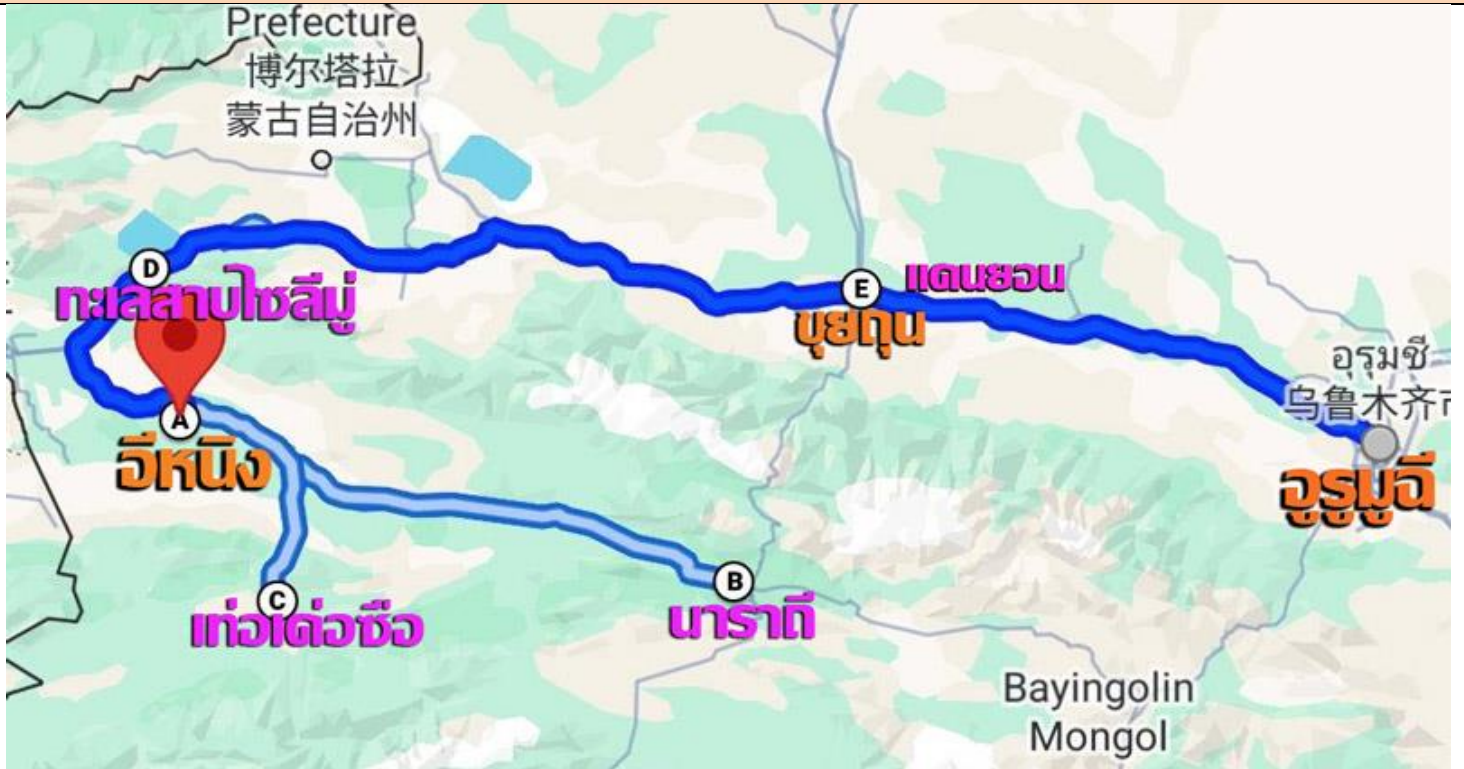 Prefecture
博尔塔拉
蒙古自治州
D
ทะเลสาบไซลีมู่
E
แดนยอน
ขุยถุน
อุรุมชี
乌鲁木齐市
A
อีหนิง
อูรูมูฉี
C
เท่อเค่อซือ
B
นาราถี
Bayingolin
Mongol